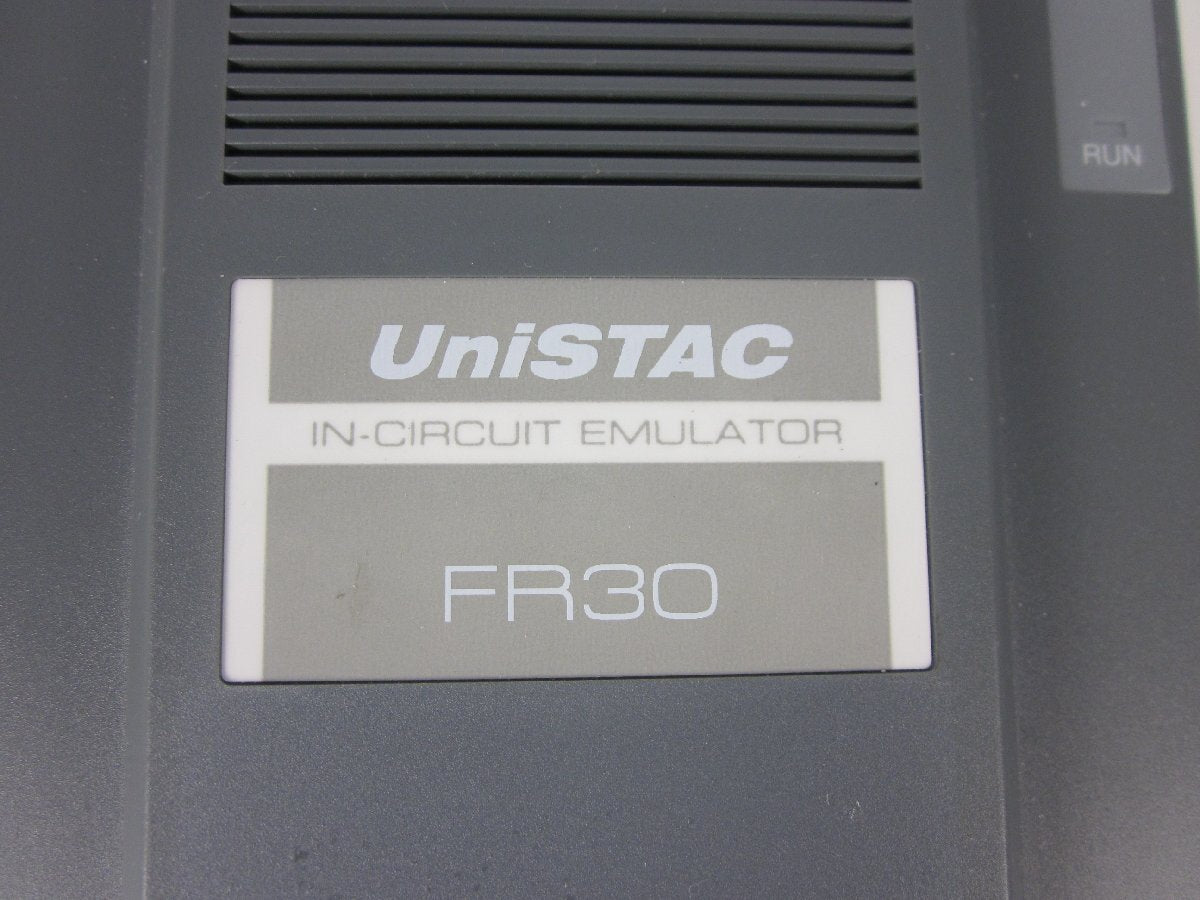 RUN
UniSTAC
IN-CIRCUIT EMULATOR
FR30